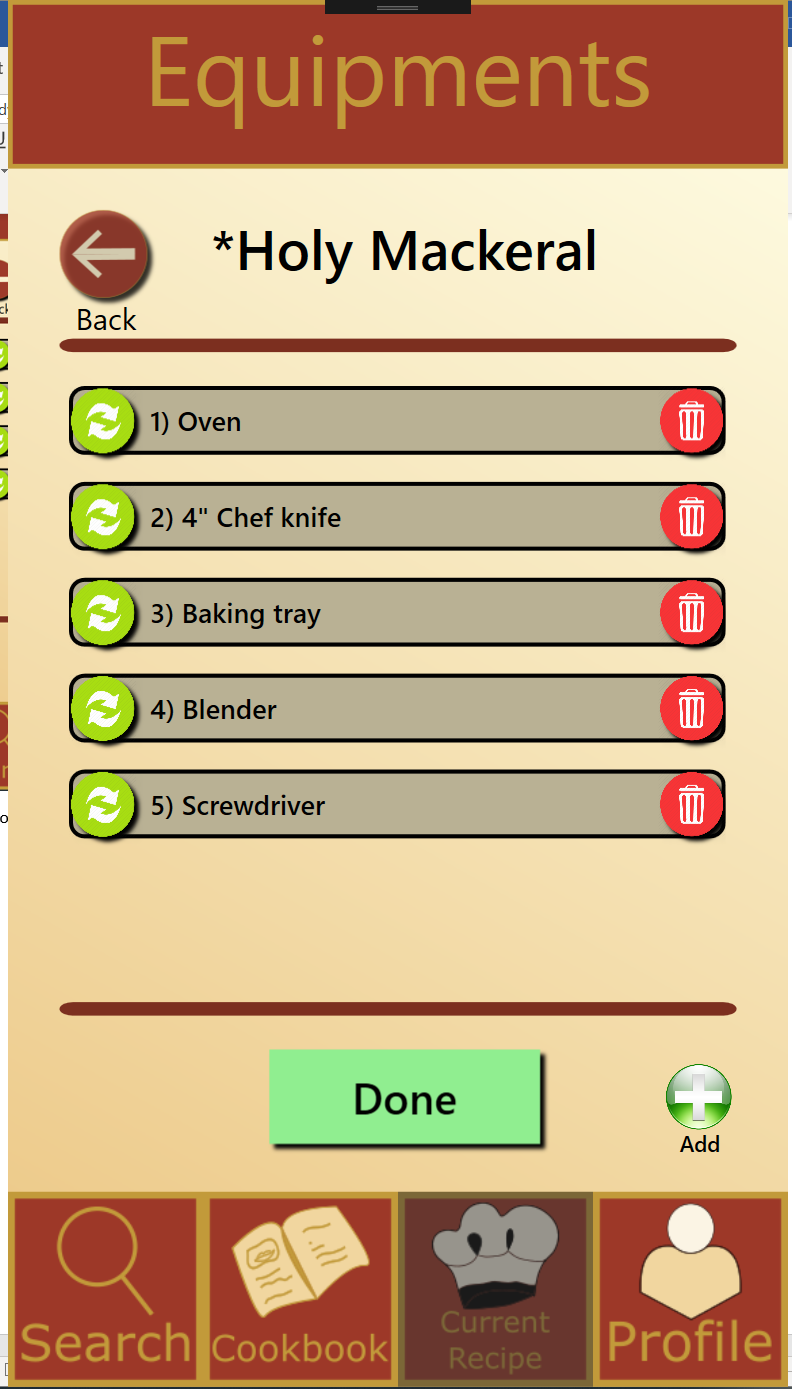 Equipments
*Holy Mackeral
Back
1) Oven
2) 4" Chef knife
3) Baking tray
4) Blender
5) Screwdriver
Done
Add
Search
Cookbook
Current
Recipe
Profile